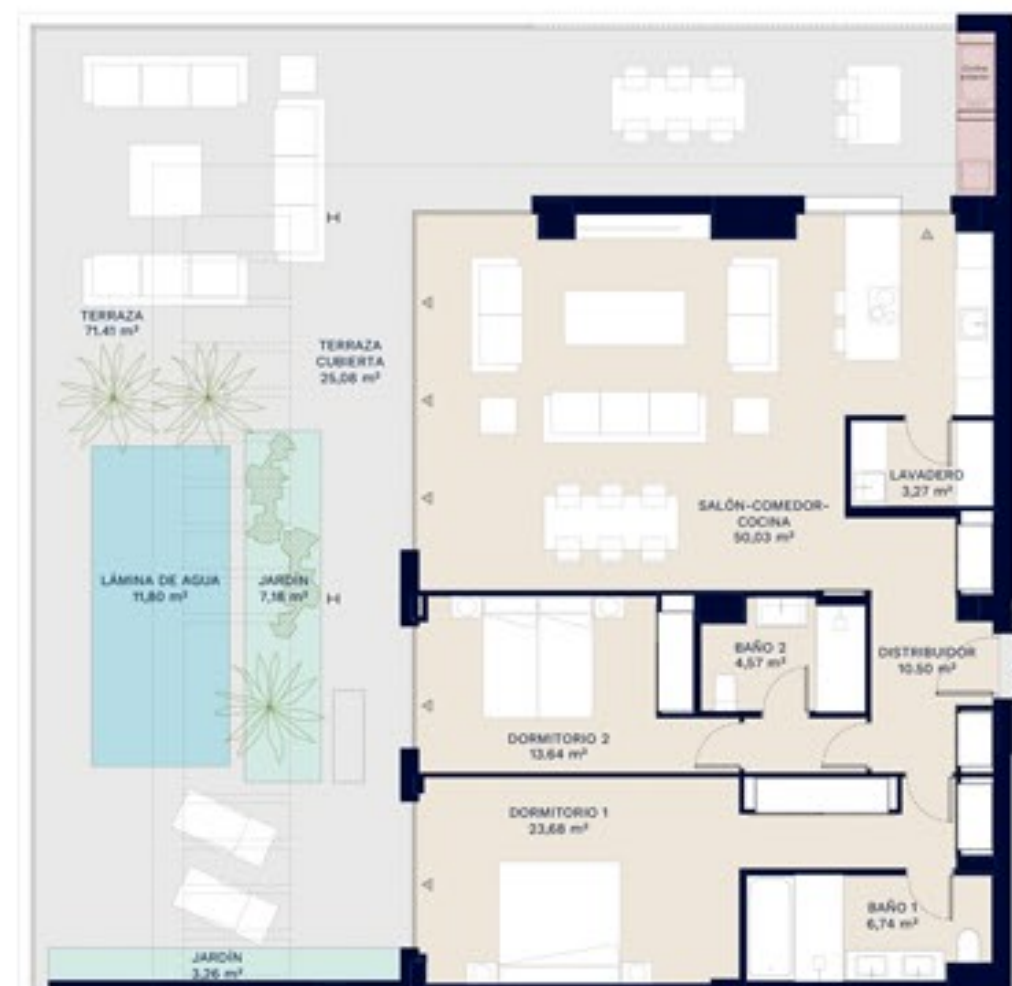 Cocina
exterior
TERRAZA
71.41 m²
TERRAZA
CUBIERTA
25,08 m²
LAVADERO
3,27 m²
SALÓN-COMEDOR-
COCINA
50,03 m²
LÁMINA DE AGUA
11,80 m²
JARDÍN
7,18 m²
BAÑO 2
4,57 m²
DISTRIBUIDOR
10.50 m²
DORMITORIO 2
13,64 m²
DORMITORIO 1
23,68 m²
BAÑO 1
6,74 m²
JARDÍN
3,26 m²